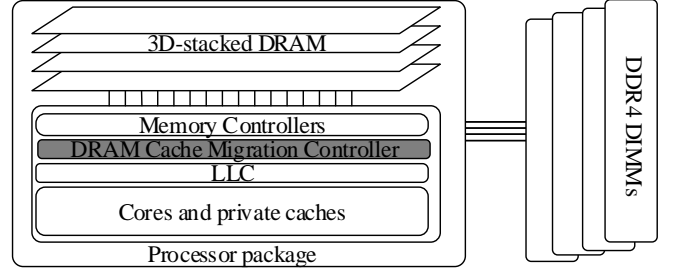 3D-stacked DRAM
Memory Controllers
DRAM Cache Migration Controller
LLC
Cores and private caches
Processor package
DDR4 DIMMs